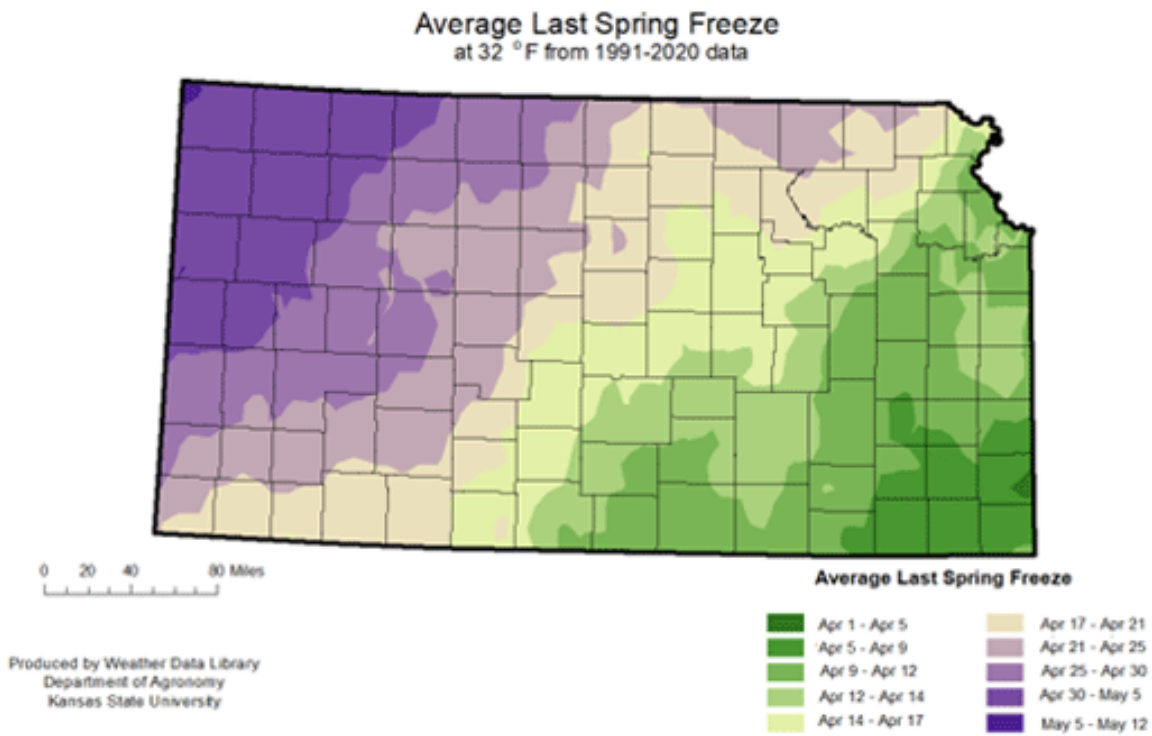 Average Last Spring Freeze
at 32 °F from 1991-2020 data
0 20 40 80 Miles
Produced by Weather Data Library
Department of Agronomy
Kansas State University
Average Last Spring Freeze
Apr 1 - Apr 5
Apr 5 - Apr 9
Apr 9 - Apr 12
Apr 12 - Apr 14
Apr 14 - Apr 17
Apr 17 - Apr 21
Apr 21 - Apr 25
Apr 25 - Apr 30
Apr 30 - May 5
May 5 - May 12